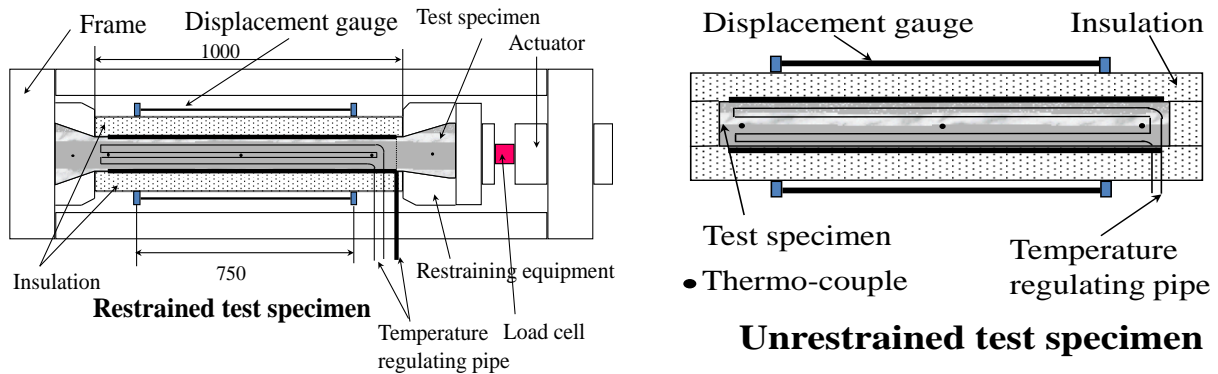 Frame
Displacement gauge
Test specimen
Actuator
1000
750
Insulation
Restraining equipment
Restrained test specimen
Temperature
regulating pipe
Load cell
Displacement gauge
Insulation
Test specimen
Temperature
regulating pipe
Thermo-couple
Unrestrained test specimen